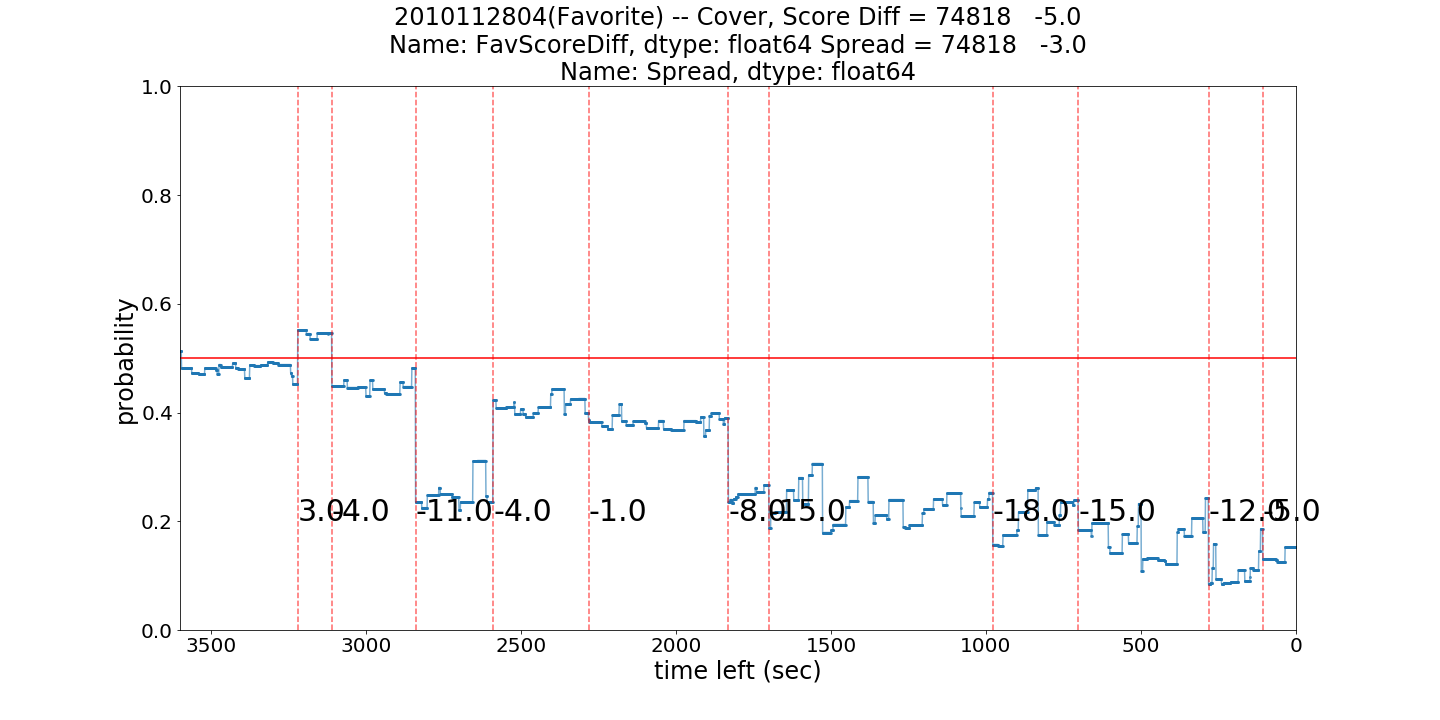 2010112804(Favorite) -- Cover, Score Diff = 74818   -5.0
Name: FavScoreDiff, dtype: float64 Spread = 74818   -3.0
Name: Spread, dtype: float64
1.0
0.8
0.6
0.4
0.2
0.0
probability
3.0 -4.0 -11.0 -4.0 -1.0 -8.0 -15.0 -18.0 -15.0 -12.0 -5.0
3500 3000 2500 2000 1500 1000 500 0
time left (sec)